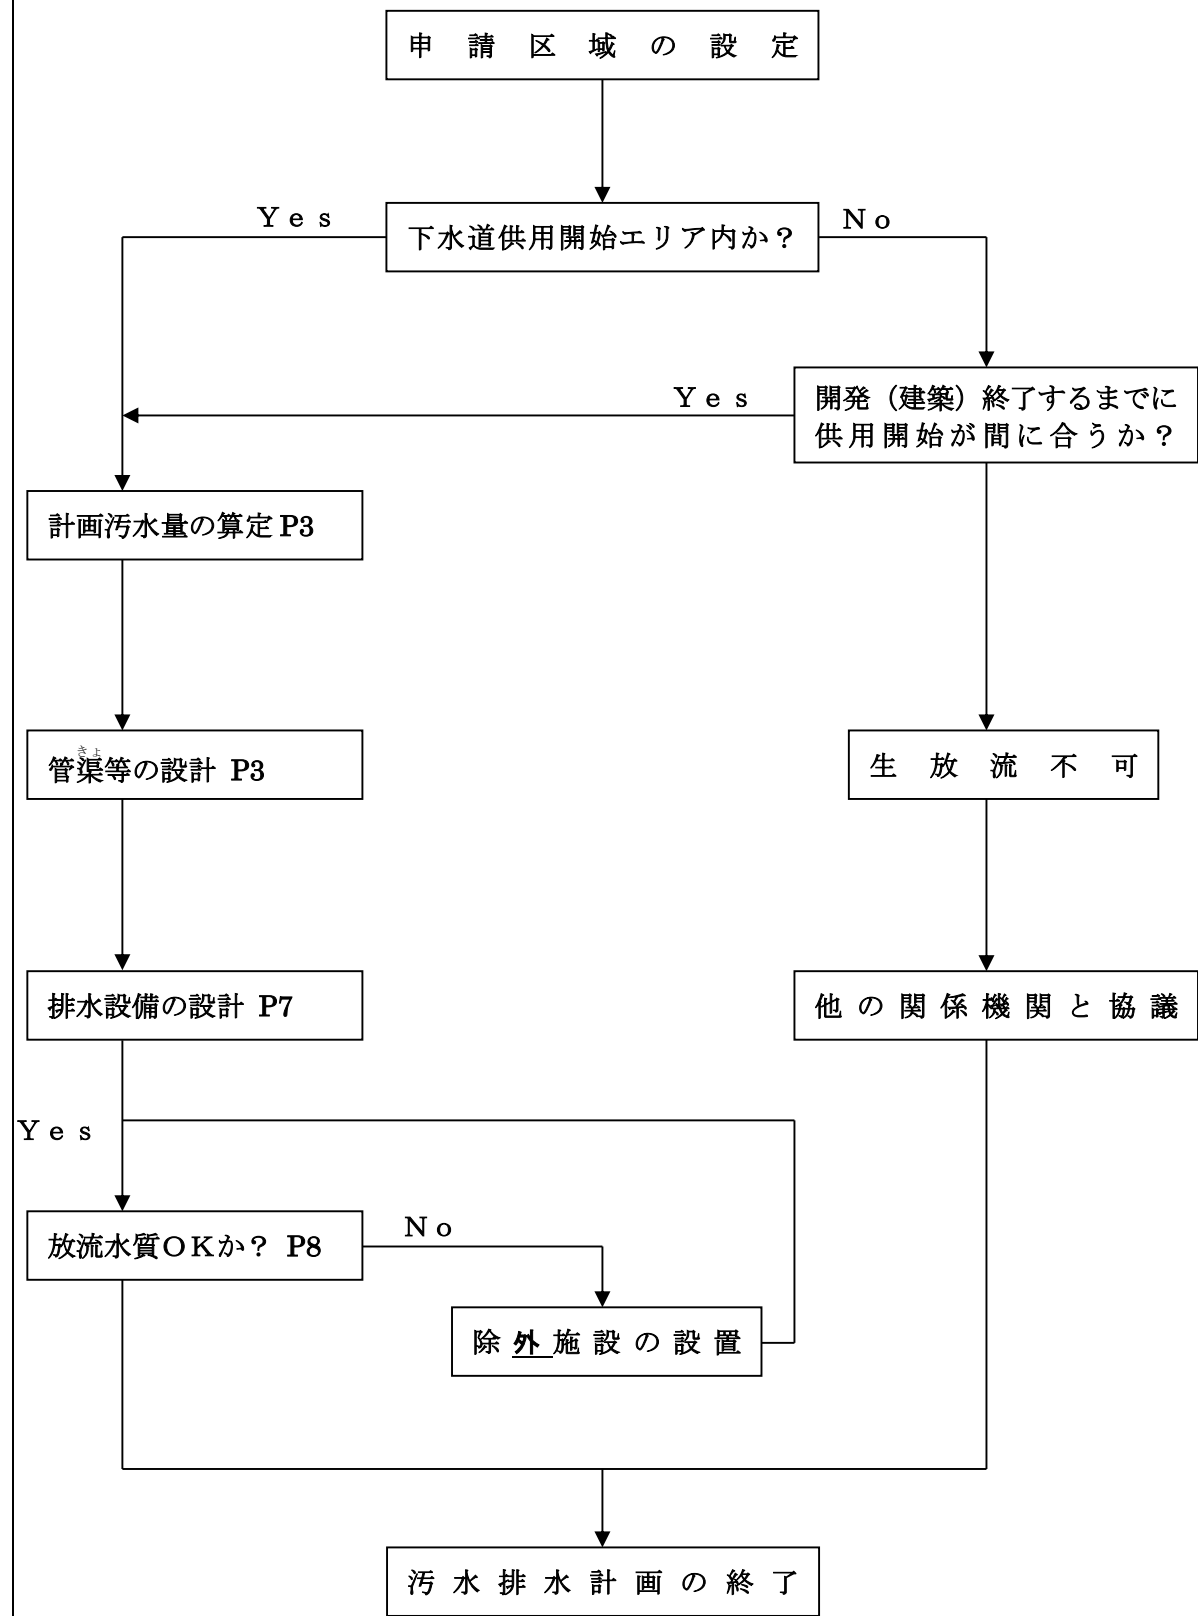 申請区域の設定
Yes
No
下水道供用開始エリア内か？
Yes
開発（建築）終了するまでに
供用開始が間に合うか？
計画汚水量の算定 P3
きょ
管渠等の設計 P3
生放流不可
排水設備の設計 P7
他の関係機関と協議
Yes
放流水質ＯＫか？ P8
No
除外施設の設置
汚水排水計画の終了